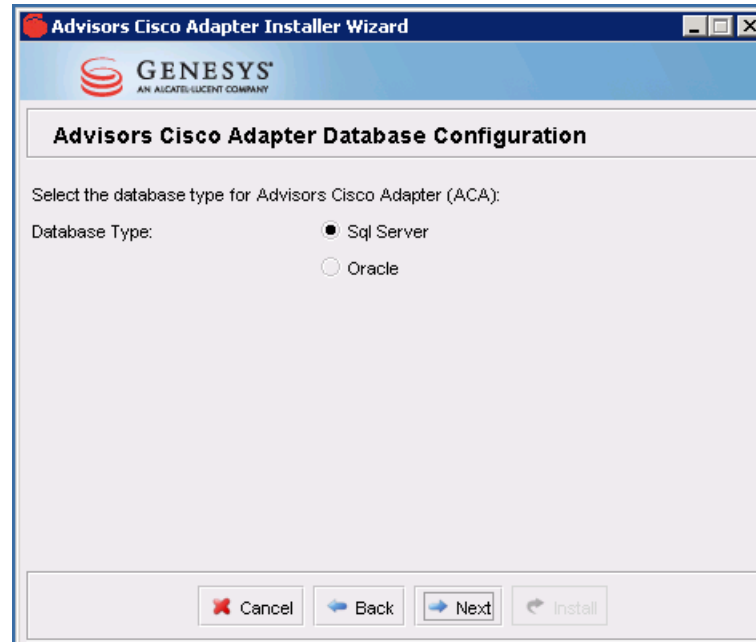 Advisors Cisco Adapter Installer Wizard
GENESYS
AN ALCATEL-LUCENT COMPANY
Advisors Cisco Adapter Database Configuration
Select the database type for Advisors Cisco Adapter (ACA):
Database Type:
Sql Server
Oracle
Cancel
Back
Next
Install